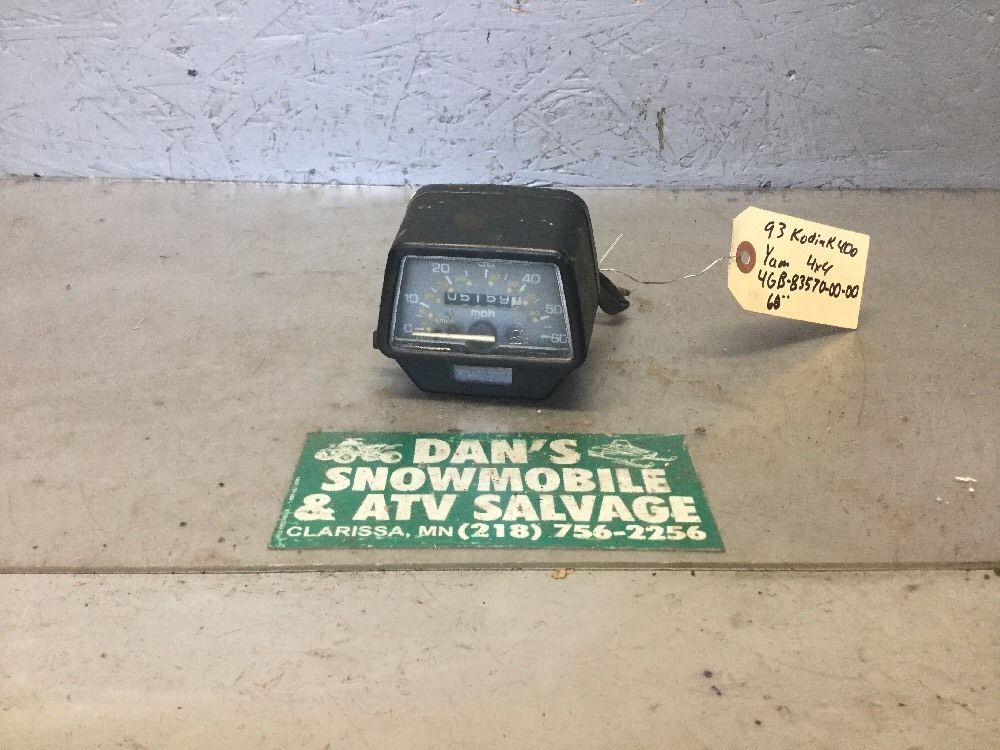 30
20 40
05159
10 50
mph
0 60
93 Kodiak 400
Yam 4x4
4GB-83570-00-00
60"
DAN'S
SNOWMOBILE
& ATV SALVAGE
CLARISSA, MN (218) 756-2256